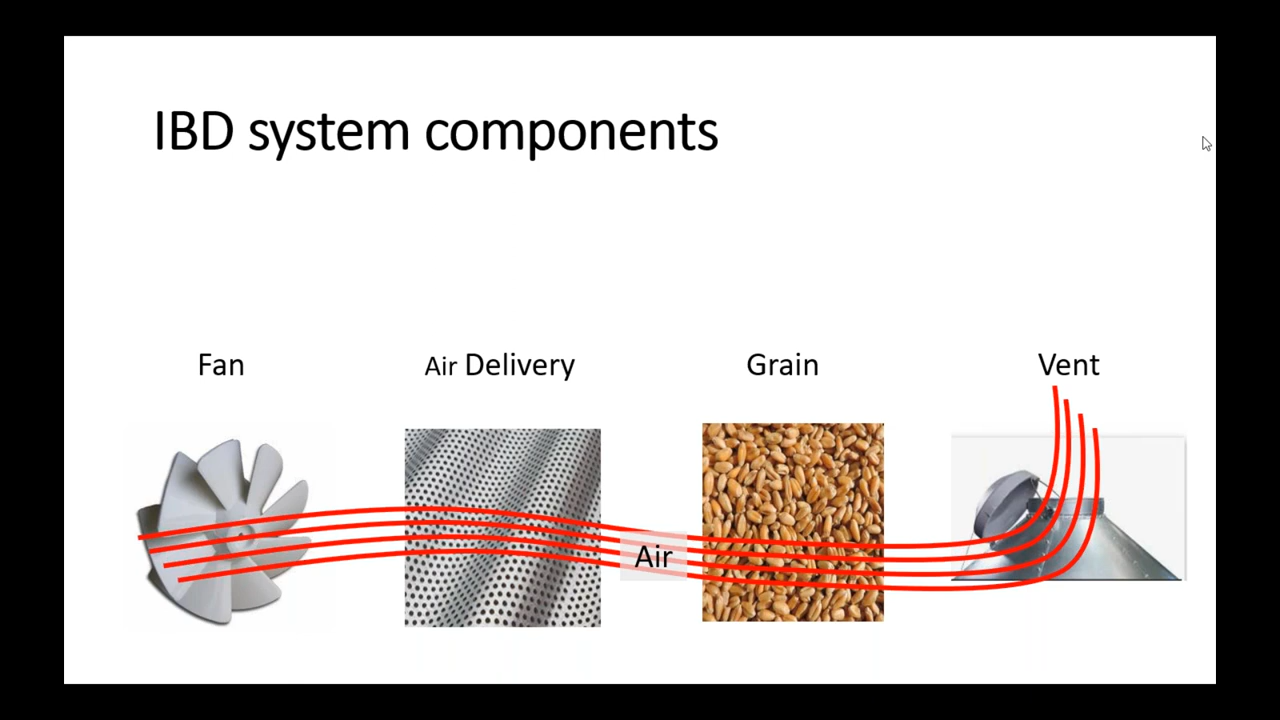 IBD system components
Fan
Air Delivery
Grain
Vent
Air